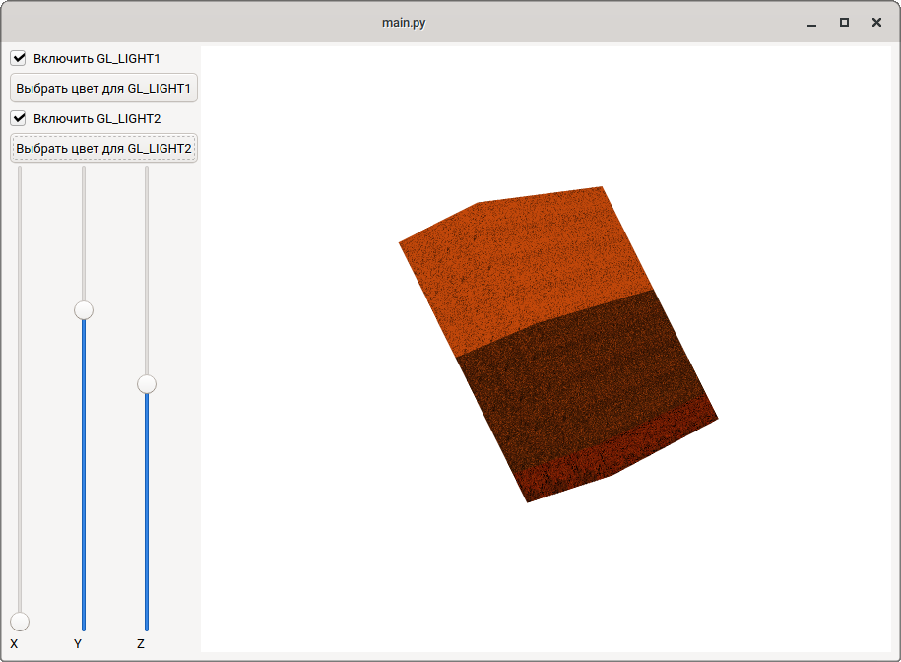 main.py
Включить GL_LIGHT1
Выбрать цвет для GL_LIGHT1
Включить GL_LIGHT2
Выбрать цвет для GL_LIGHT2
X Y Z